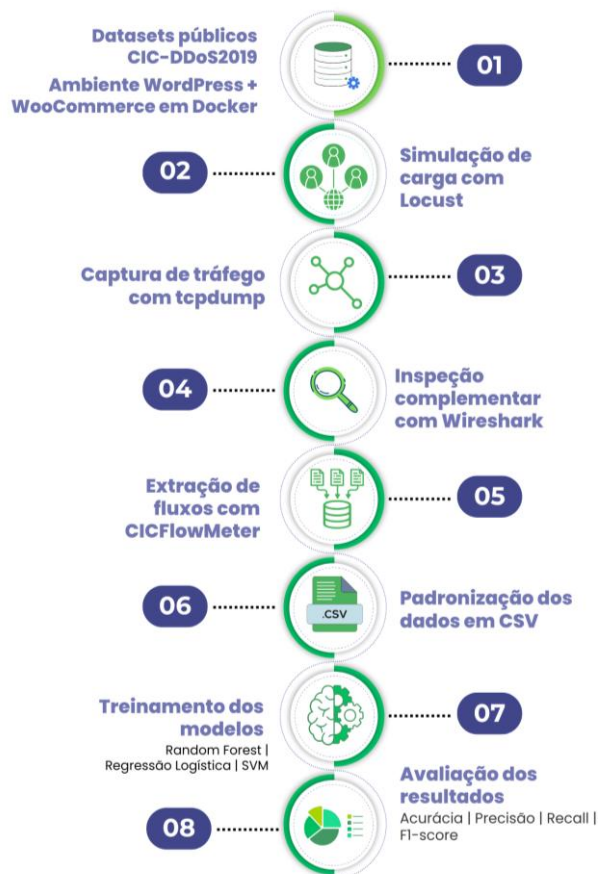 Datasets públicos
CIC-DDoS2019
Ambiente WordPress +
WooCommerce em Docker
01
02
Simulação de
carga com
Locust
Captura de tráfego
com tcpdump
03
04
Inspeção
complementar
com Wireshark
Extração de
fluxos com
CICFlowMeter
05
06
.CSV
Padronização dos
dados em CSV
Treinamento dos
modelos
Random Forest |
Regressão Logística | SVM
07
08
Avaliação dos
resultados
Acurácia | Precisão | Recall |
F1-score